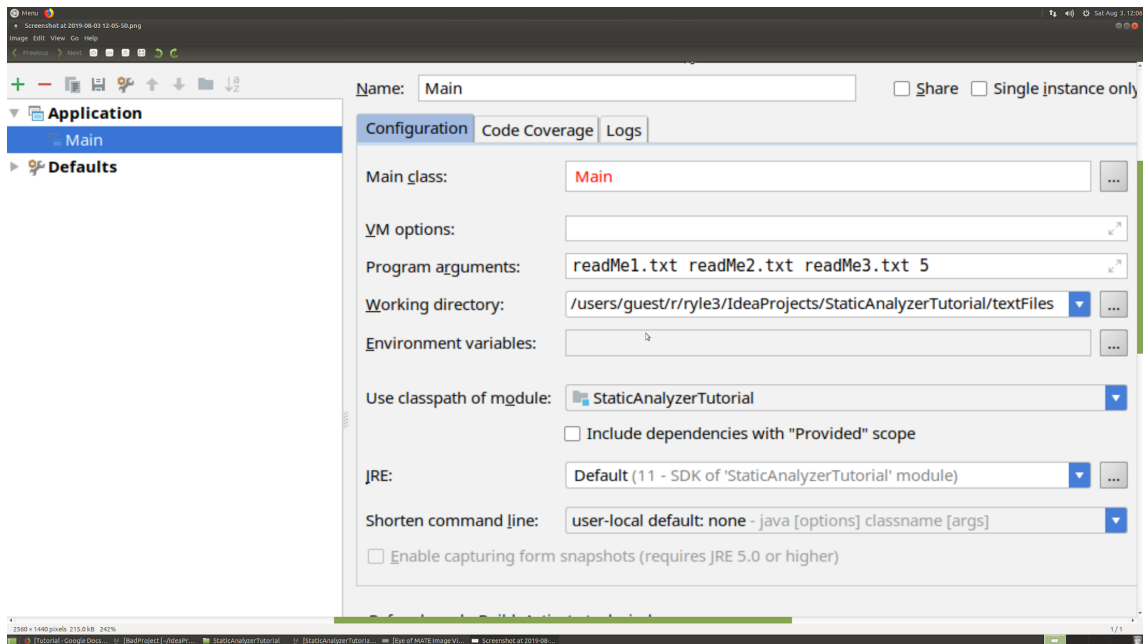 Menu Sat Aug 3, 12:06
Screenshot at 2019-08-03 12-05-50.png
Image Edit View Go Help
Previous Next
Name: Main Share Single instance only
Application
Main
Defaults
Configuration Code Coverage Logs
Main class: Main ...
VM options:
Program arguments: readMe1.txt readMe2.txt readMe3.txt 5
Working directory: /users/guest/r/ryle3/IdeaProjects/StaticAnalyzerTutorial/textFiles ...
Environment variables: ...
Use classpath of module: StaticAnalyzerTutorial
Include dependencies with "Provided" scope
JRE: Default (11 - SDK of 'StaticAnalyzerTutorial' module) ...
Shorten command line: user-local default: none - java [options] classname [args]
Enable capturing form snapshots (requires JRE 5.0 or higher)
2560 × 1440 pixels 215.0 kB 242% 1 / 1
[Tutorial - Google Docs... [BadProject [~/IdeaPr... StaticAnalyzerTutorial [StaticAnalyzerTutoria... [Eye of MATE Image Vi... Screenshot at 2019-08-...